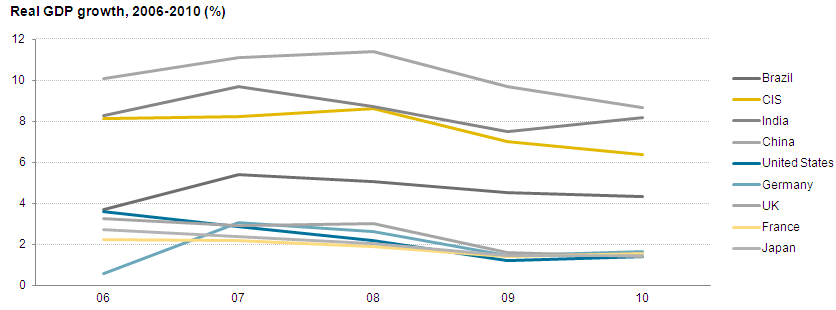 Real GDP growth, 2006-2010 (%)
12
10
8
6
4
2
0
06 07 08 09 10
Brazil
CIS
India
China
United States
Germany
UK
France
Japan